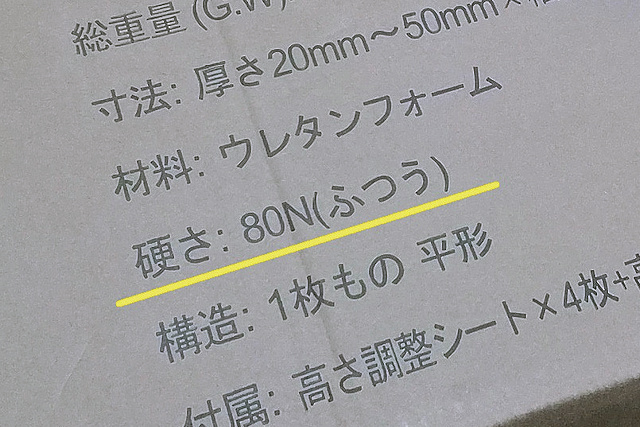 総重量(G.W)
寸法: 厚さ20mm～50mm×
材料: ウレタンフォーム
硬さ: 80N(ふつう)
構造: 1枚もの 平形
付属: 高さ調整シート×4枚+高